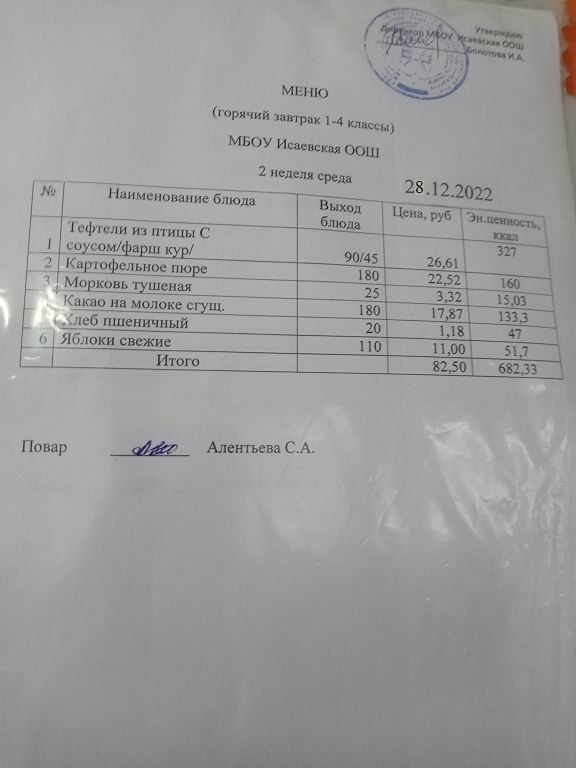 Утверждаю
Директор МБОУ Исаевская ООШ
Болотова И.А.
МЕНЮ
(горячий завтрак 1-4 классы)
МБОУ Исаевская ООШ
2 неделя среда 28.12.2022
№ Наименование блюда Выход блюда Цена, руб Эн.ценность, ккал
1 Тефтели из птицы С соусом/фарш кур/ 90/45 26,61 327
2 Картофельное пюре 180 22,52 160
3 Морковь тушеная 25 3,32 15,03
Какао на молоке сгущ. 180 17,87 133,3
Хлеб пшеничный 20 1,18 47
6 Яблоки свежие 110 11,00 51,7
Итого 82,50 682,33
Повар Алентьева С.А.